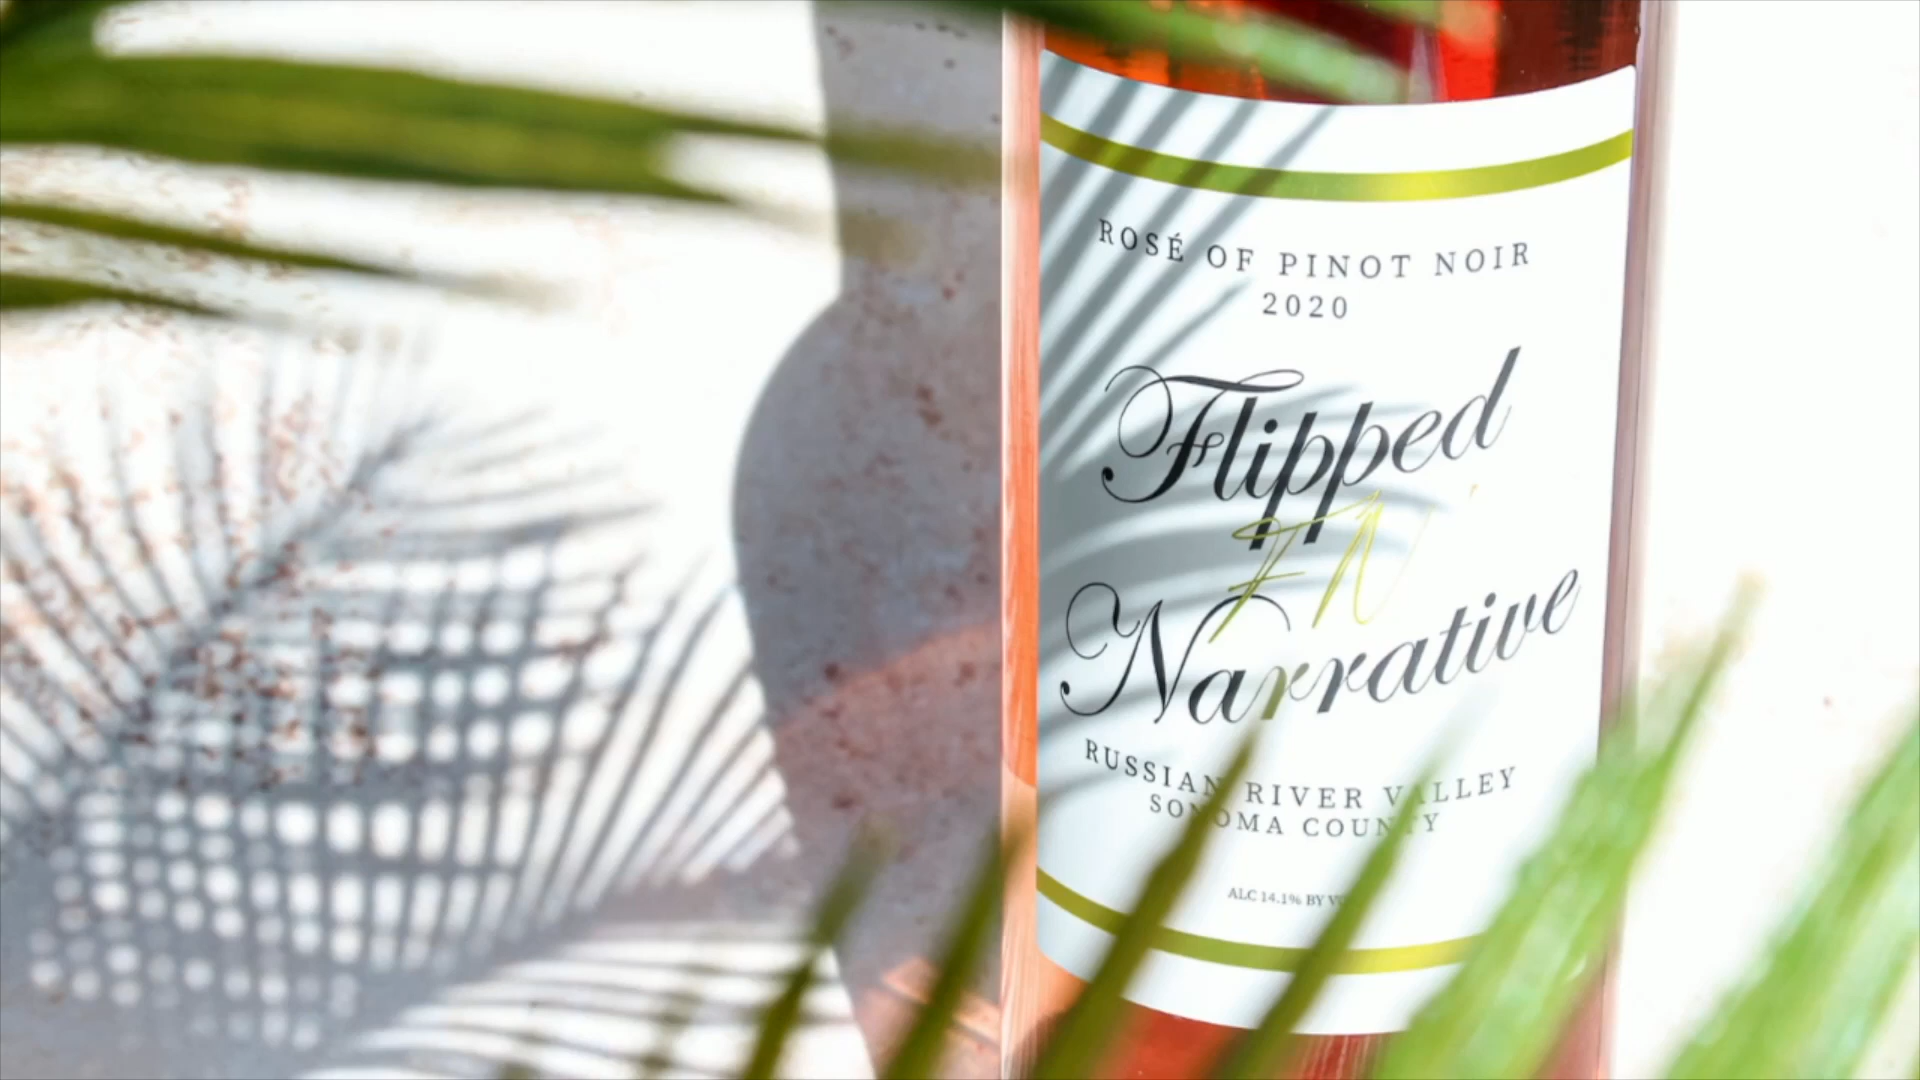 ROSÉ OF PINOT NOIR
2020
Flipped
FN
Narrative
RUSSIAN RIVER VALLEY
SONOMA COUNTY
ALC 14.1% BY